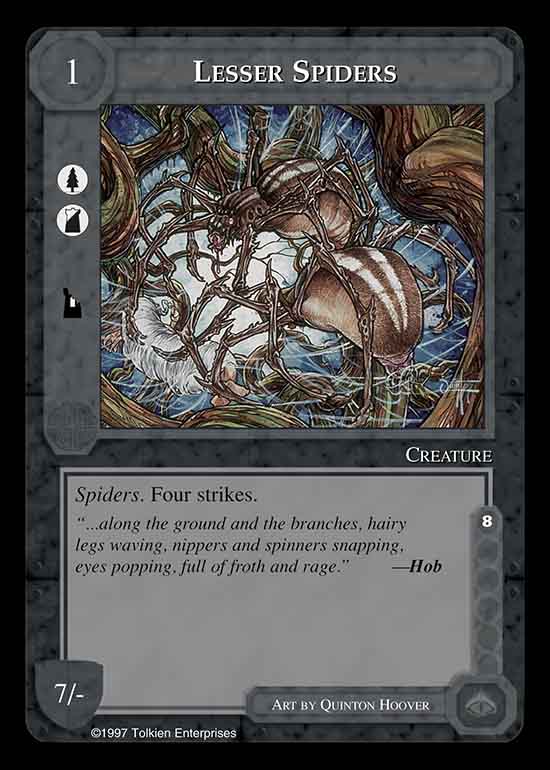 1
LESSER SPIDERS
CREATURE
Spiders. Four strikes.
8
“...along the ground and the branches, hairy
legs waving, nippers and spinners snapping,
eyes popping, full of froth and rage.” —Hob
7/-
ART BY QUINTON HOOVER
©1997 Tolkien Enterprises